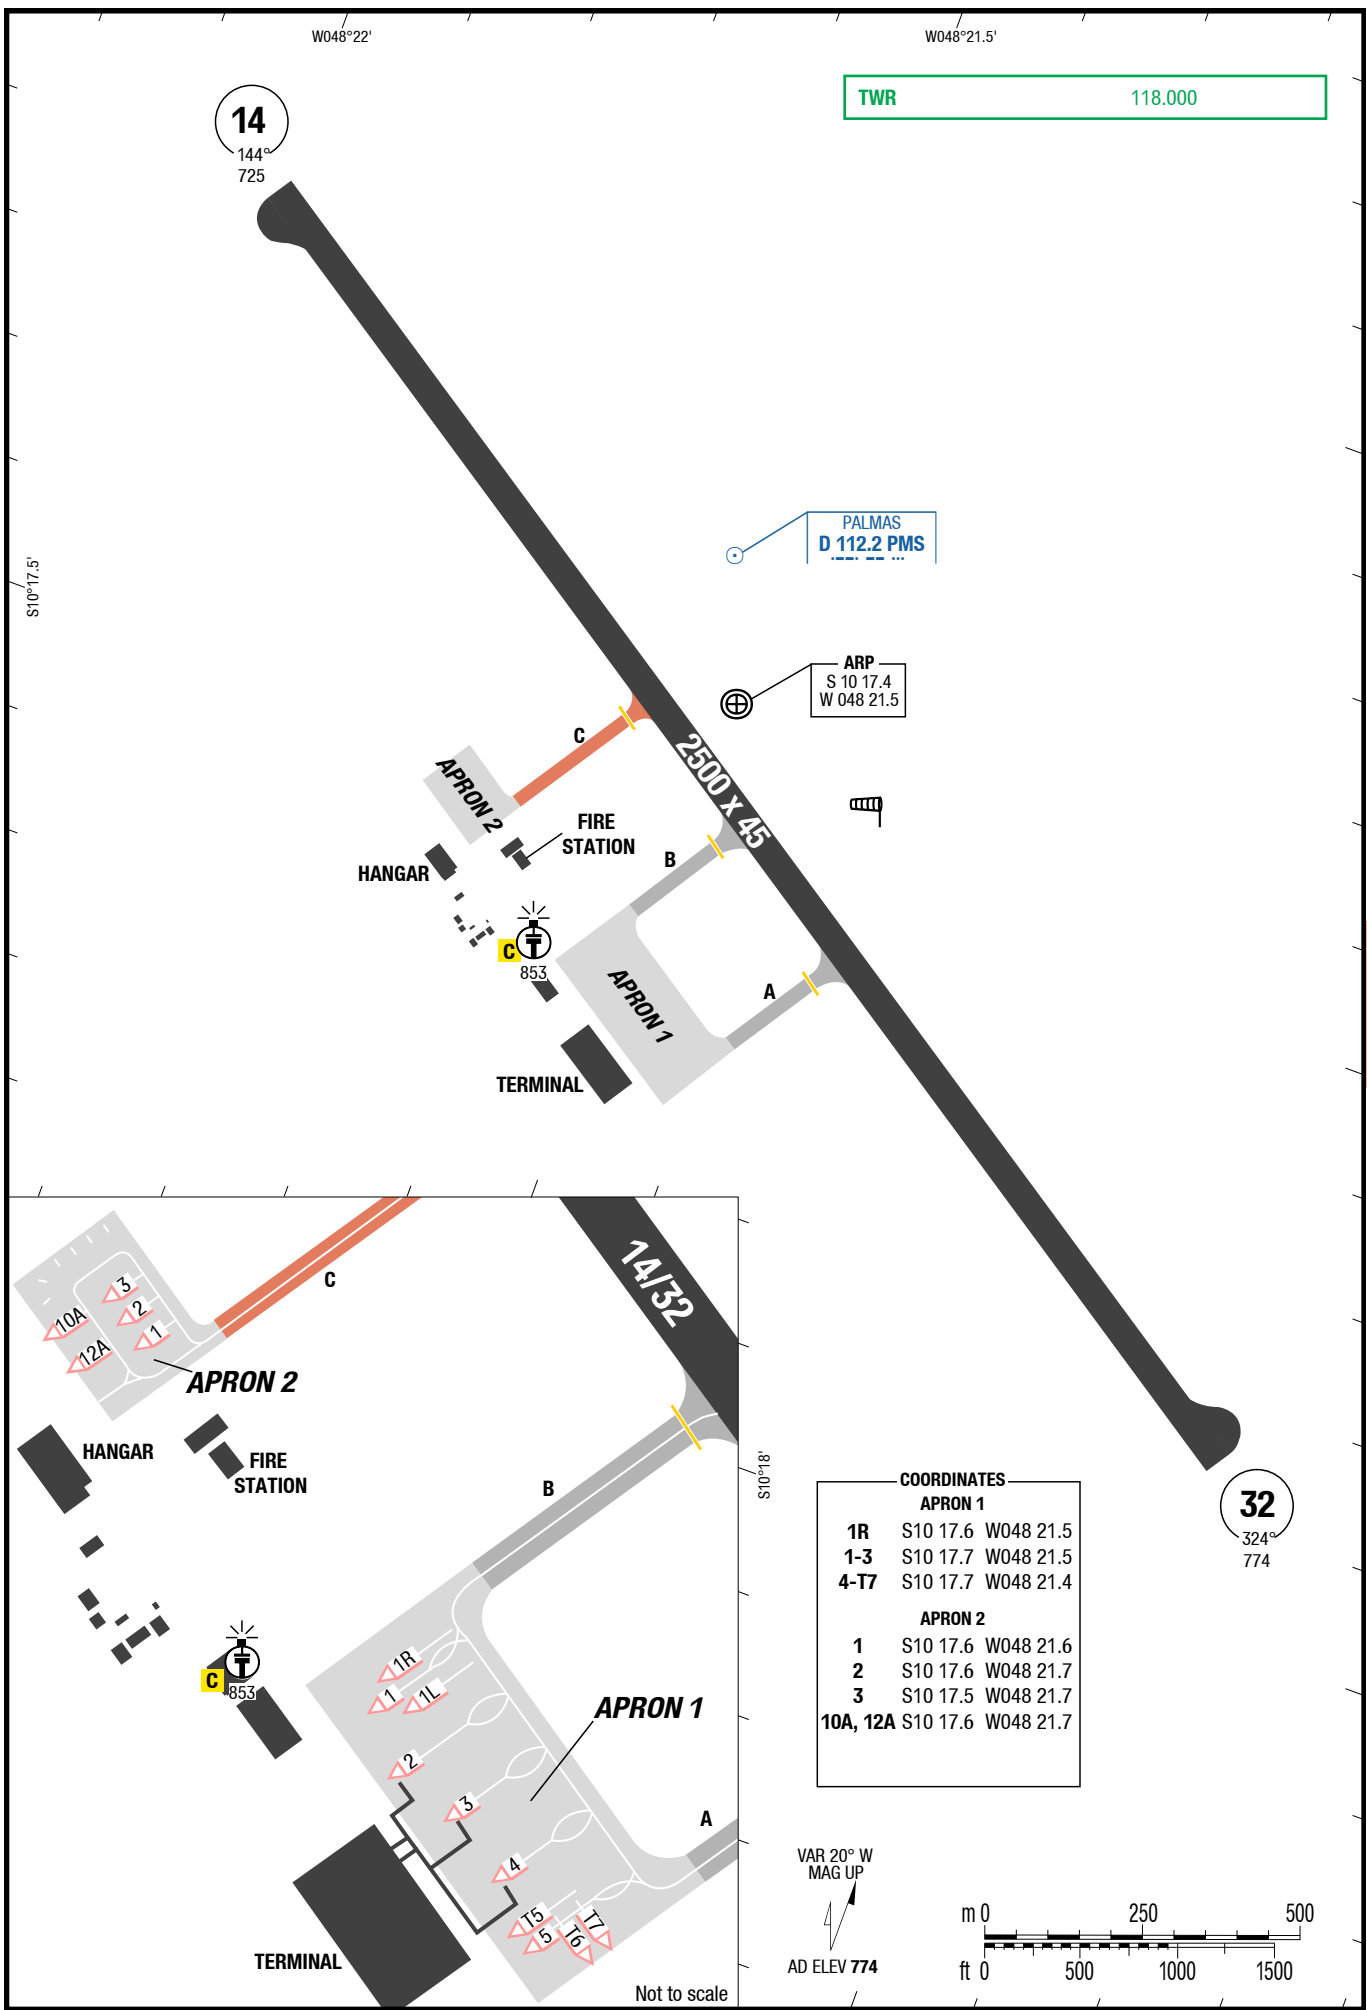 W048°22'
W048°21.5'
TWR 118.000
14
144°
725
PALMAS
D 112.2 PMS
S10°17.5'
ARP
S 10 17.4
W 048 21.5
C
2500 x 45
APRON 2
FIRE
STATION
B
HANGAR
C
853
APRON 1
A
TERMINAL
14/32
C
3
2
1
10A
12A
APRON 2
HANGAR
FIRE
STATION
B
S10°18'
C
853
1R
1
1L
APRON 1
2
3
A
4
T5
5
T6
T7
TERMINAL
Not to scale
32
324°
774
COORDINATES
APRON 1
1R S10 17.6 W048 21.5
1-3 S10 17.7 W048 21.5
4-T7 S10 17.7 W048 21.4
APRON 2
1 S10 17.6 W048 21.6
2 S10 17.6 W048 21.7
3 S10 17.5 W048 21.7
10A, 12A S10 17.6 W048 21.7
VAR 20° W
MAG UP
AD ELEV 774
m 0 250 500
ft 0 500 1000 1500